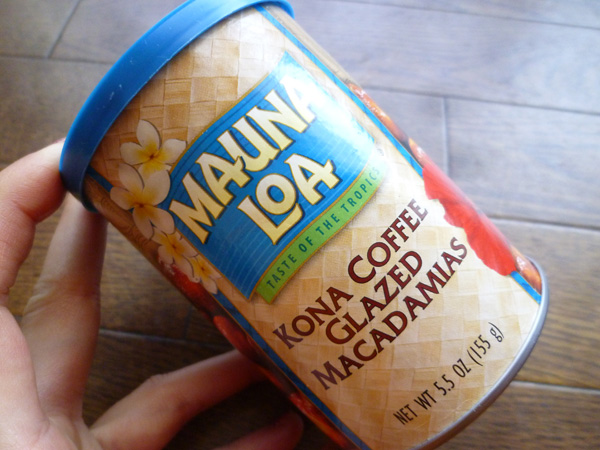 MAUNA
LOA
TASTE OF THE TROPICS
KONA COFFEE
GLAZED
MACADAMIAS
NET WT 5.5 OZ (155 g)